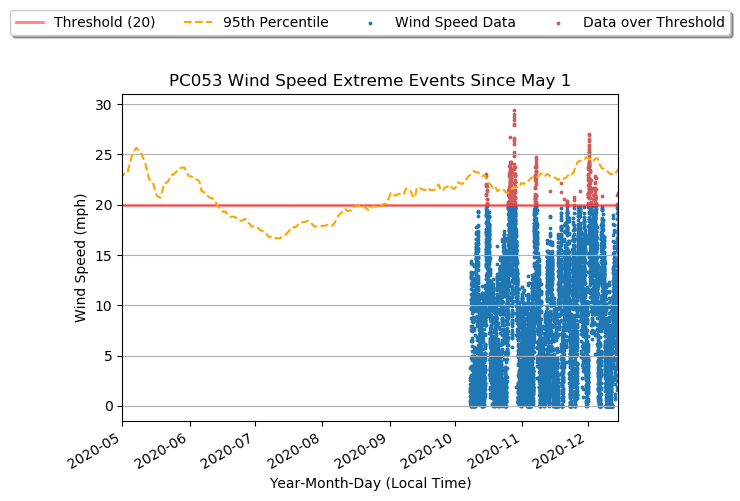 Threshold (20) 95th Percentile Wind Speed Data Data over Threshold
PC053 Wind Speed Extreme Events Since May 1
30
25
20
15
10
5
0
Wind Speed (mph)
2020-05 2020-06 2020-07 2020-08 2020-09 2020-10 2020-11 2020-12
Year-Month-Day (Local Time)